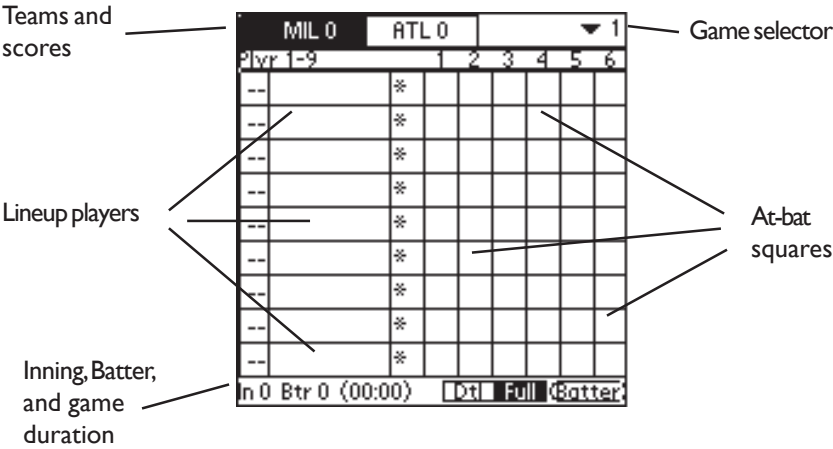 Teams and
scores
MIL 0 ATL 0 1
Game selector
Plyr 1-9 1 2 3 4 5 6
-- *
-- *
-- *
-- *
Lineup players
-- *
At-bat
squares
-- *
-- *
-- *
-- *
Inning, Batter,
and game
duration
In 0 Btr 0 (00:00) Dtl Full Batter